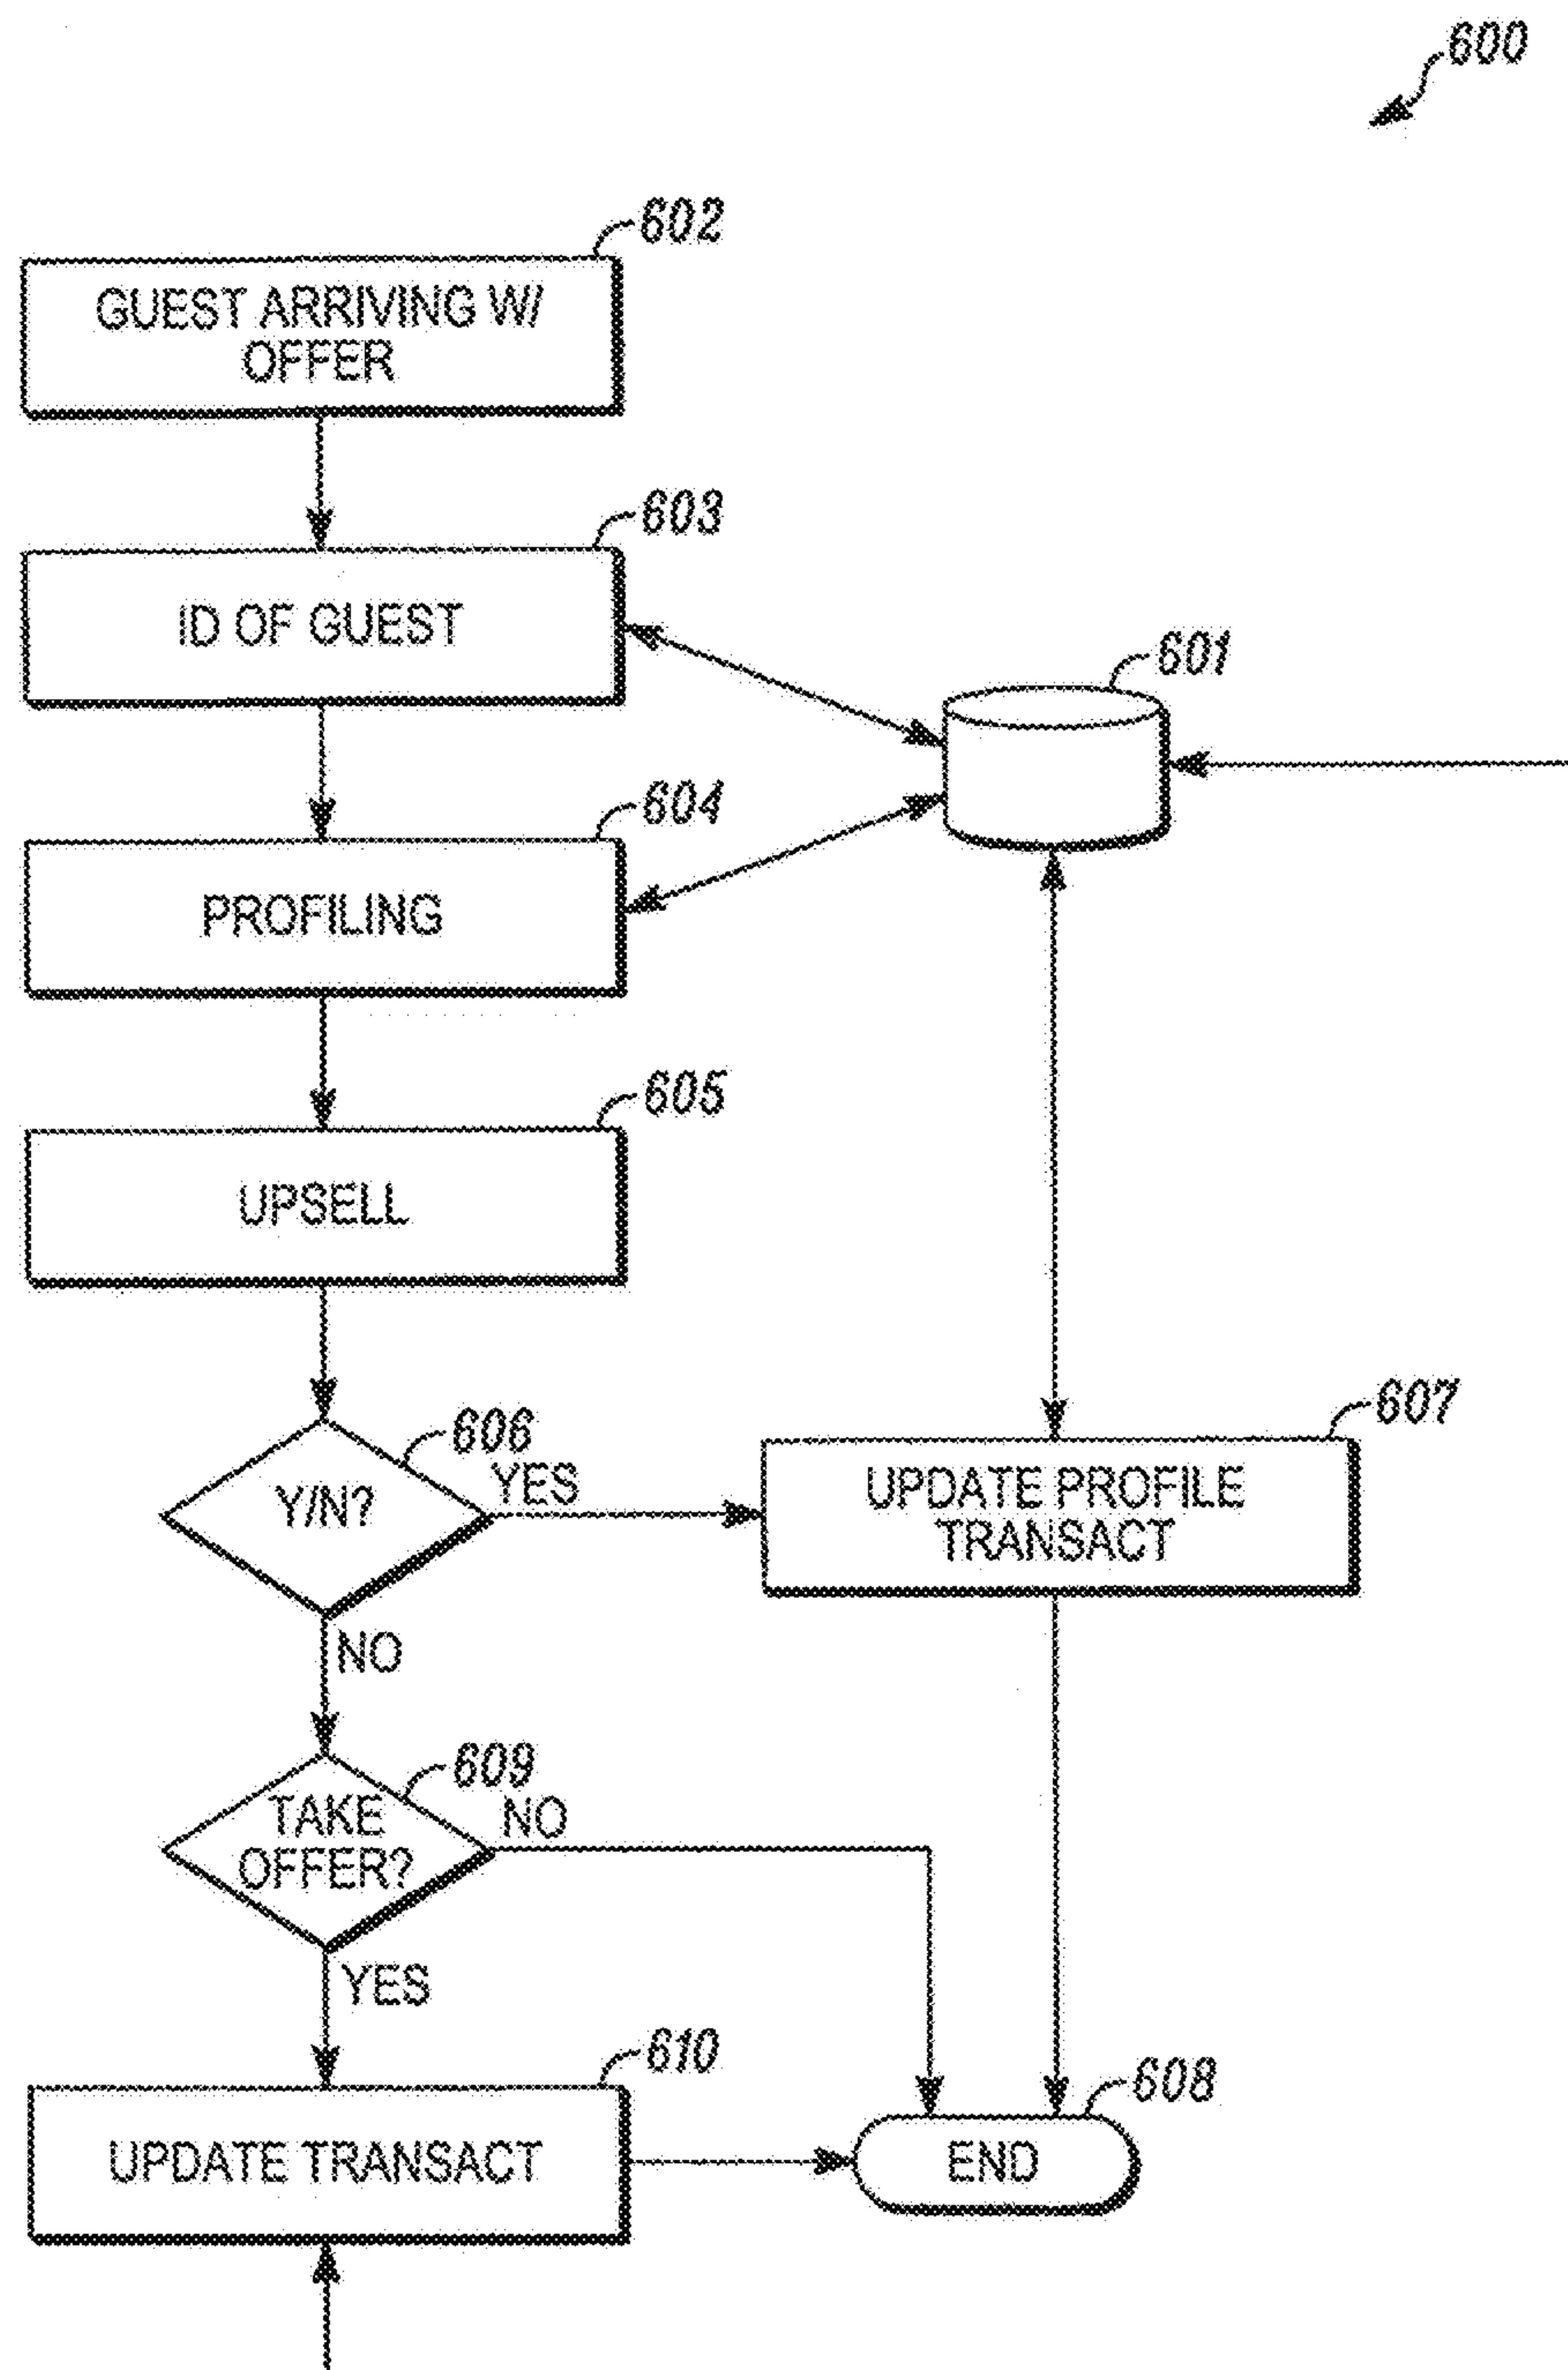 600
602
GUEST ARRIVING W/
OFFER
603
ID OF GUEST
601
604
PROFILING
605
UPSELL
606
Y/N?
YES
607
UPDATE PROFILE
TRANSACT
NO
609
TAKE
OFFER?
NO
YES
610
UPDATE TRANSACT
608
END